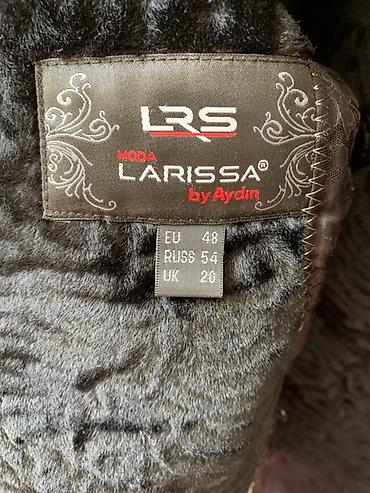 LRS
MODA
LARISSA®
by Aydın
EU 48
RUSS 54
UK 20